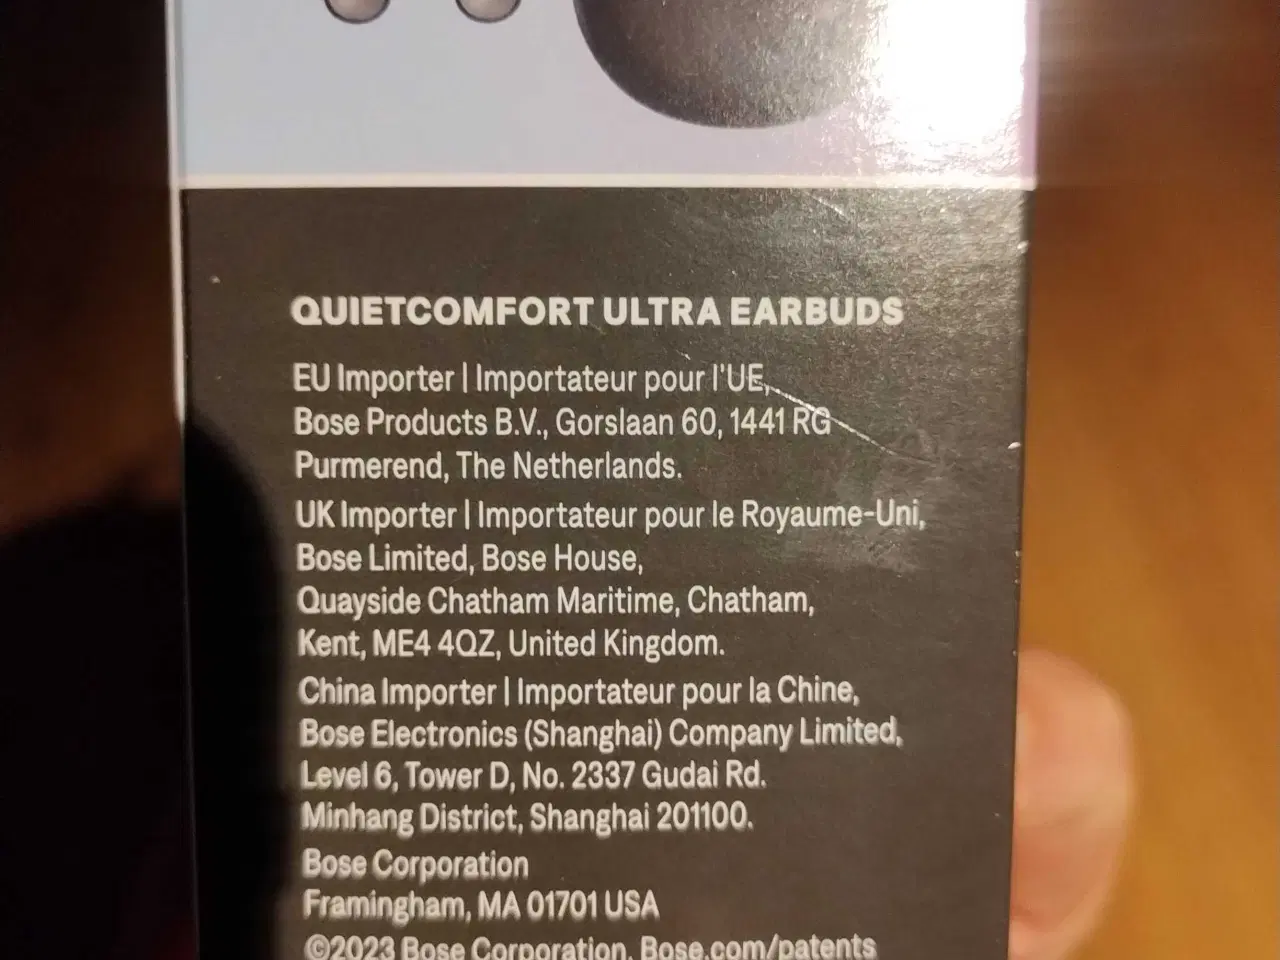 QUIETCOMFORT ULTRA EARBUDS
EU Importer | Importateur pour l'UE,
Bose Products B.V., Gorslaan 60, 1441 RG
Purmerend, The Netherlands.
UK Importer | Importateur pour le Royaume-Uni,
Bose Limited, Bose House,
Quayside Chatham Maritime, Chatham,
Kent, ME4 4QZ, United Kingdom.
China Importer | Importateur pour la Chine,
Bose Electronics (Shanghai) Company Limited,
Level 6, Tower D, No. 2337 Gudai Rd.
Minhang District, Shanghai 201100.
Bose Corporation
Framingham, MA 01701 USA
©2023 Bose Corporation. Bose.com/patents